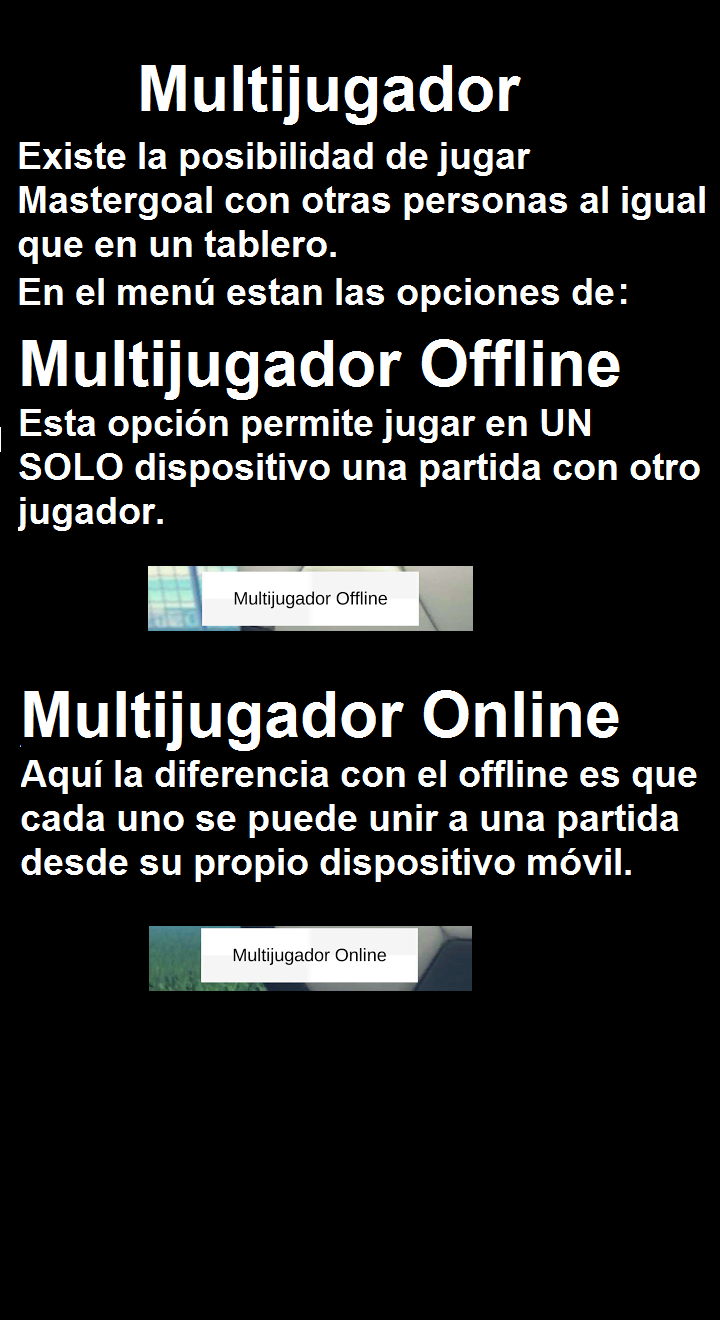 Multijugador
Existe la posibilidad de jugar
Mastergoal con otras personas al igual
que en un tablero.
En el menú estan las opciones de:
Multijugador Offline
Esta opción permite jugar en UN
SOLO dispositivo una partida con otro
jugador.
Multijugador Offline
Multijugador Online
Aquí la diferencia con el offline es que
cada uno se puede unir a una partida
desde su propio dispositivo móvil.
Multijugador Online